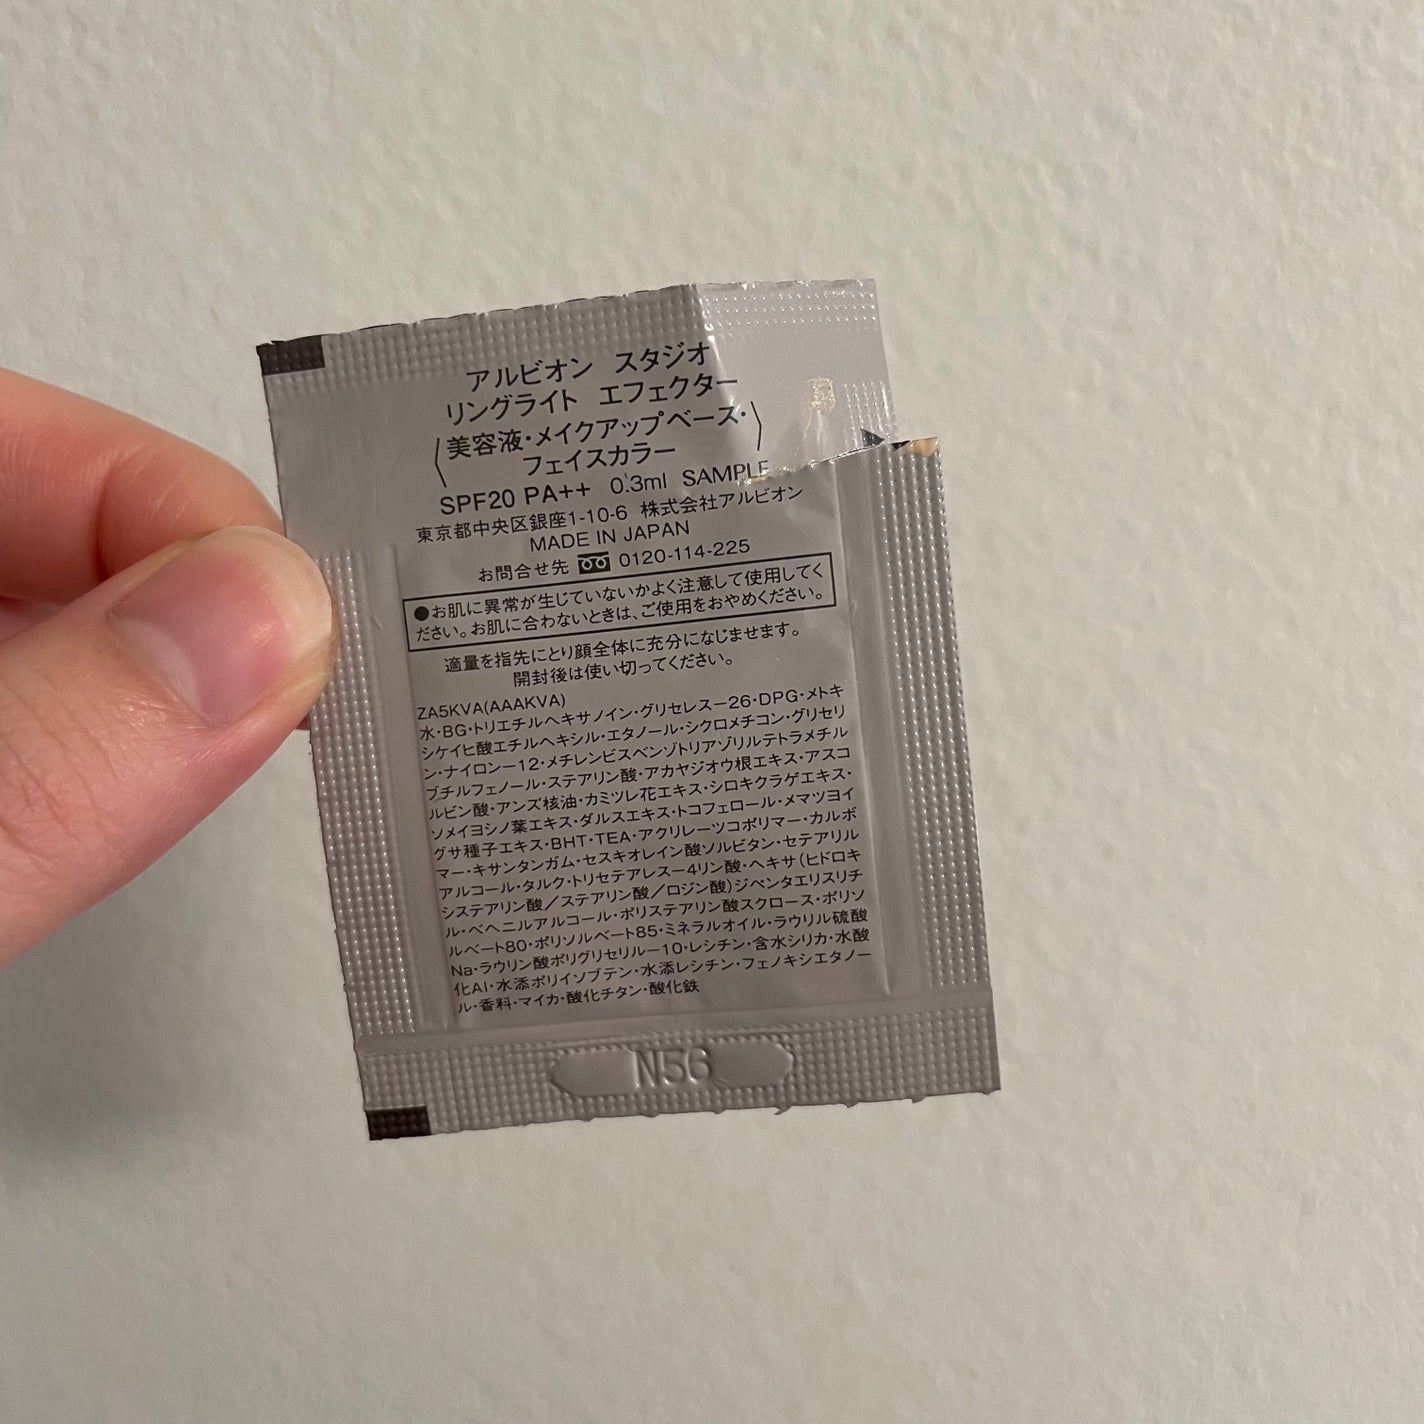 アルビオン スタジオ
リングライト エフェクター
〈美容液・メイクアップベース・
フェイスカラー〉
SPF20 PA++ 0.3ml SAMPLE
東京都中央区銀座1-10-6 株式会社アルビオン
MADE IN JAPAN
お問合せ先 0120-114-225
●お肌に異常が生じていないかよく注意して使用してく
ださい。お肌に合わないときは、ご使用をおやめください。
適量を指先にとり顔全体に充分になじませます。
開封後は使い切ってください。
ZA5KVA(AAAKVA)
水・BG・トリエチルヘキサノイン・グリセレス－26・DPG・メトキ
シケイヒ酸エチルヘキシル・エタノール・シクロメチコン・グリセリ
ン・ナイロン－12・メチレンビスベンゾトリアゾリルテトラメチル
ブチルフェノール・ステアリン酸・アカヤジオウ根エキス・アスコ
ルビン酸・アンズ核油・カミツレ花エキス・シロキクラゲエキス・
ソメイヨシノ葉エキス・ダルスエキス・トコフェロール・メマツヨイ
グサ種子エキス・BHT・TEA・アクリレーツコポリマー・カルボ
マー・キサンタンガム・セスキオレイン酸ソルビタン・セテアリル
アルコール・タルク・トリセテアレス－4リン酸・ヘキサ(ヒドロキ
システアリン酸／ステアリン酸／ロジン酸)ジペンタエリスリチ
ル・ベヘニルアルコール・ポリステアリン酸スクロース・ポリソ
ルベート80・ポリソルベート85・ミネラルオイル・ラウリル硫酸
Na・ラウリン酸ポリグリセリル－10・レシチン・含水シリカ・水酸
化Al・水添ポリイソブテン・水添レシチン・フェノキシエタノー
ル・香料・マイカ・酸化チタン・酸化鉄
N56